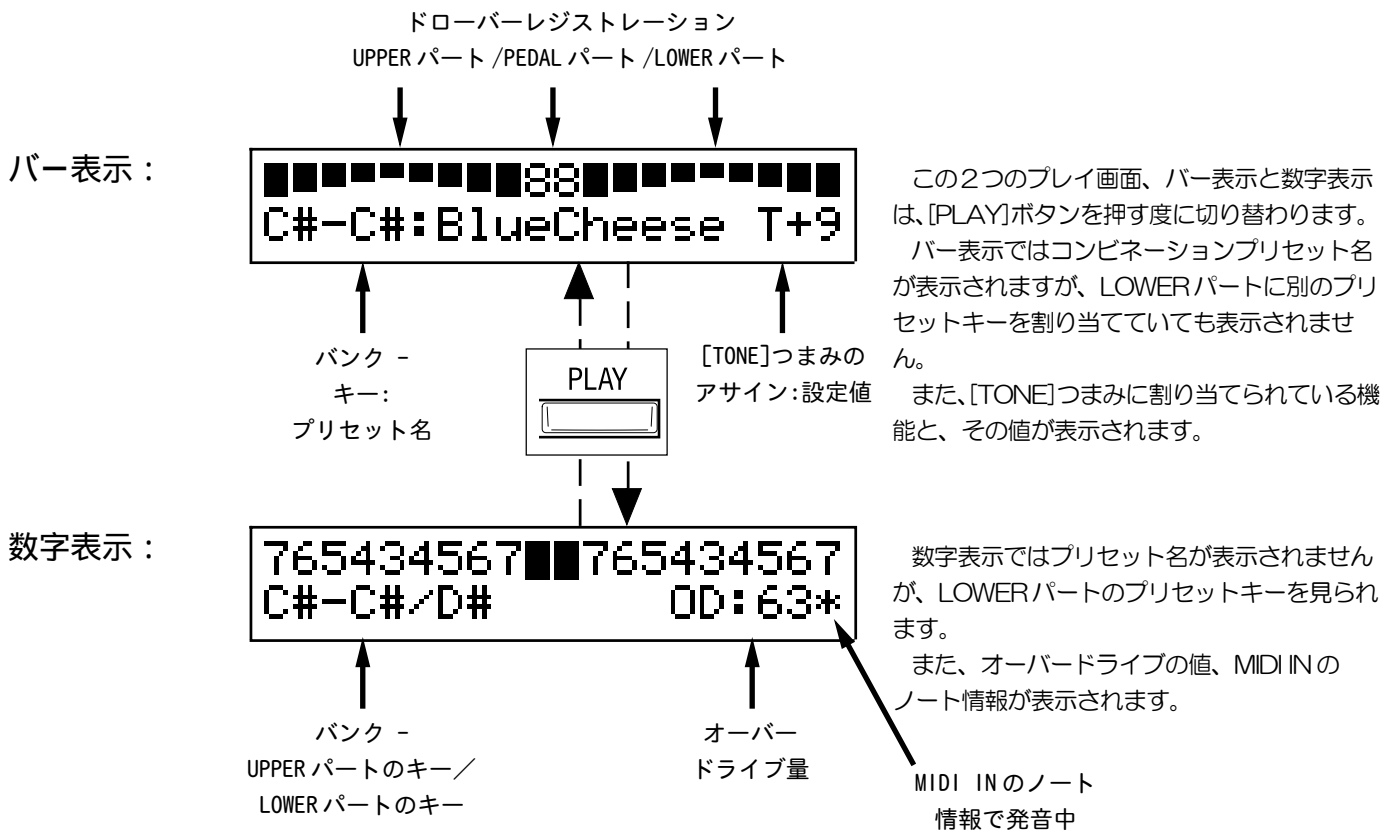 ドローバーレジストレーション
UPPER パート /PEDAL パート /LOWER パート
バー表示：
88
C#-C#:BlueCheese T+9
バンク -
キー:
プリセット名
PLAY
[TONE]つまみの
アサイン:設定値
この２つのプレイ画面、バー表示と数字表示
は、[PLAY]ボタンを押す度に切り替わります。
バー表示ではコンビネーションプリセット名
が表示されますが、LOWERパートに別のプリ
セットキーを割り当てていても表示されませ
ん。
また、[TONE]つまみに割り当てられている機
能と、その値が表示されます。
数字表示：
765434567 765434567
C#-C#/D# OD:63*
バンク -
UPPER パートのキー／
LOWER パートのキー
オーバー
ドライブ量
MIDI IN のノート
情報で発音中
数字表示ではプリセット名が表示されません
が、LOWERパートのプリセットキーを見られ
ます。
また、オーバードライブの値、MIDI INの
ノート情報が表示されます。